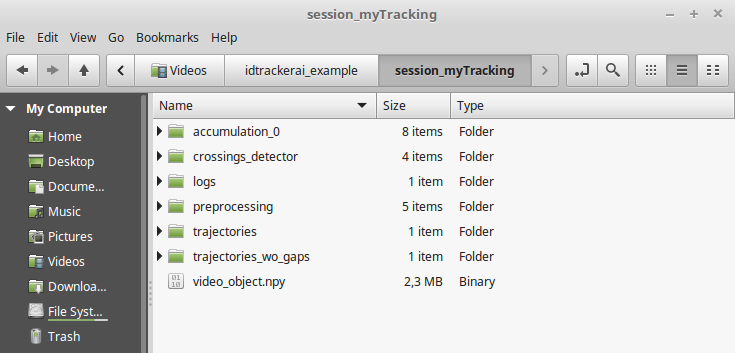 session_myTracking
File Edit View Go Bookmarks Help
Videos idtrackerai_example session_myTracking
My Computer
Home
Desktop
Docume...
Music
Pictures
Videos
Downloa...
File Syst...
Trash
Name Size Type
accumulation_0 8 items Folder
crossings_detector 4 items Folder
logs 1 item Folder
preprocessing 5 items Folder
trajectories 1 item Folder
trajectories_wo_gaps 1 item Folder
video_object.npy 2,3 MB Binary